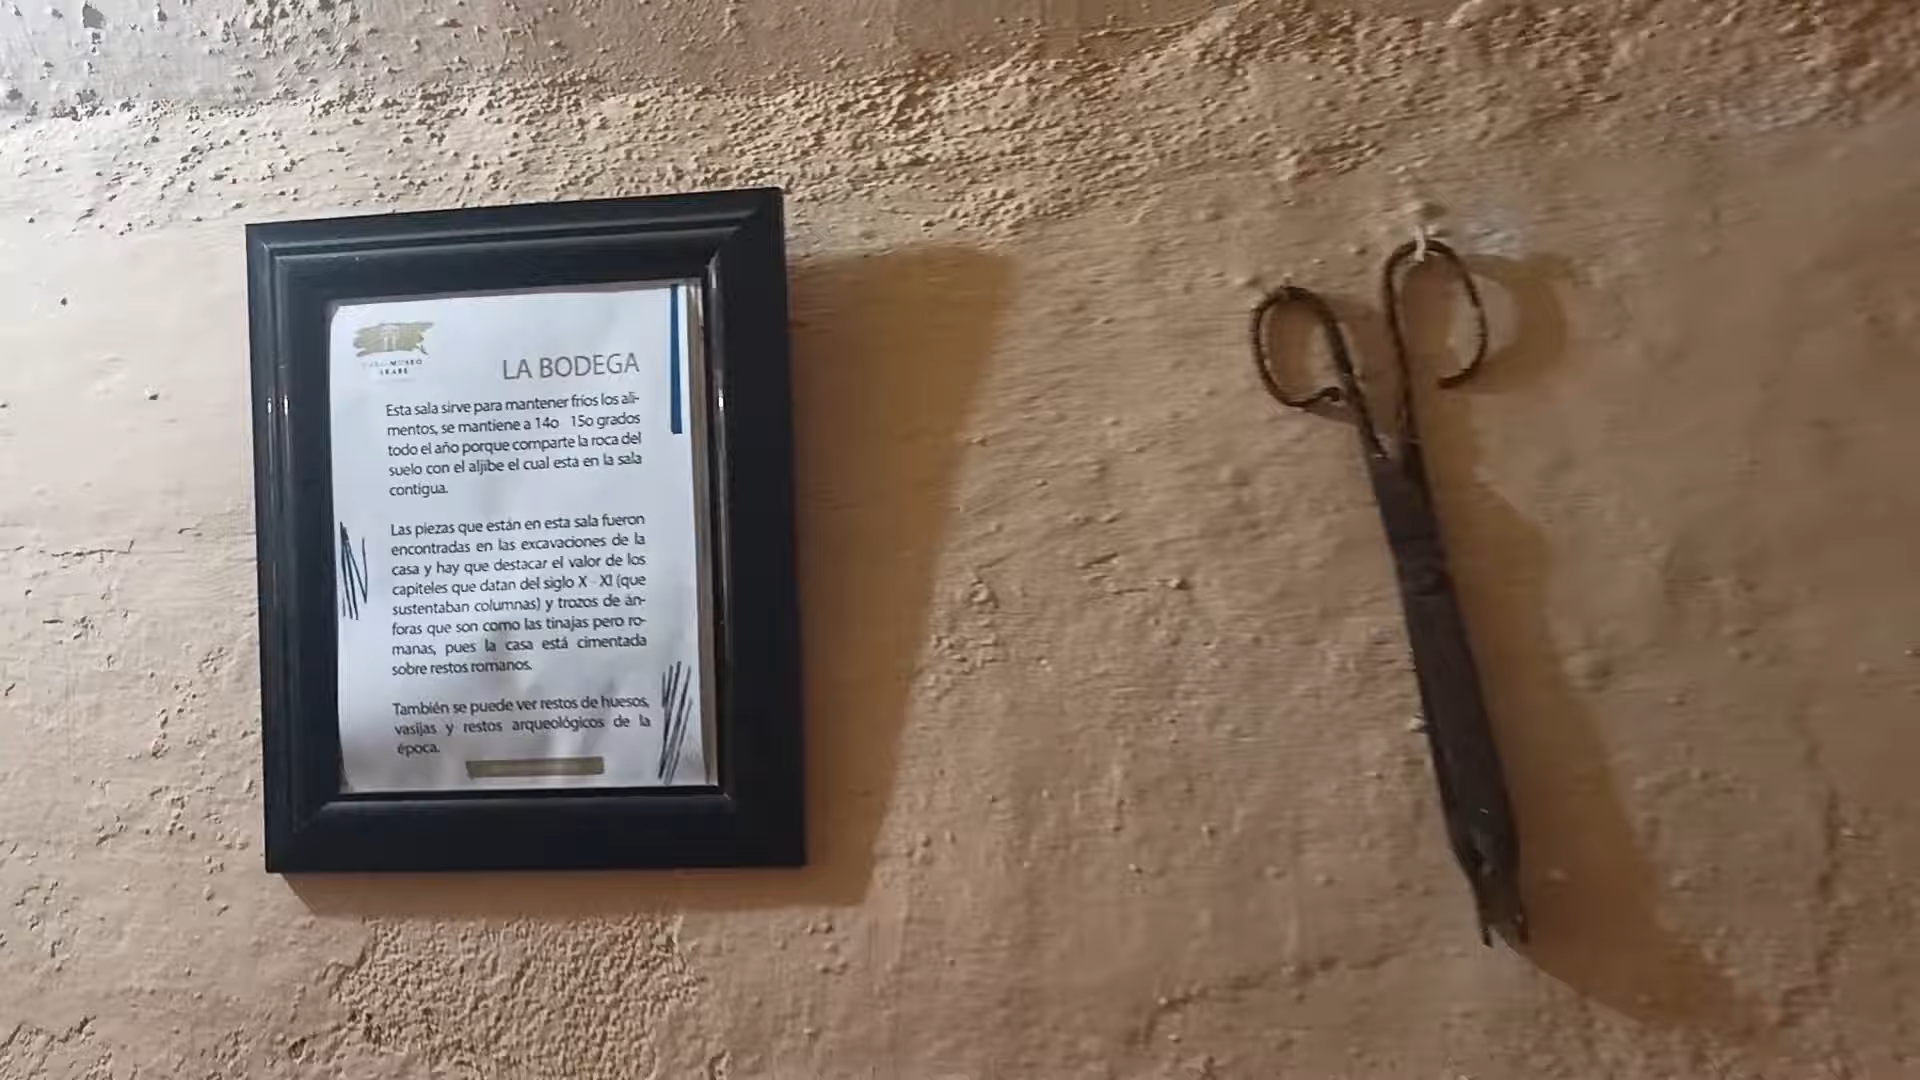 CASA MUSEO
ARABE
LA BODEGA
Esta sala sirve para mantener fríos los ali-
mentos, se mantiene a 14o 15o grados
todo el año porque comparte la roca del
suelo con el aljibe el cual esta en la sala
contigua.
Las piezas que están en esta sala fueron
encontradas en las excavaciones de la
casa y hay que destacar el valor de los
capiteles que datan del siglo X - XI (que
sustentaban columnas) y trozos de án-
foras que son como las tinajas pero ro-
manas, pues la casa está cimentada
sobre restos romanos.
También se puede ver restos de huesos,
vasijas y restos arqueológicos de la
época.